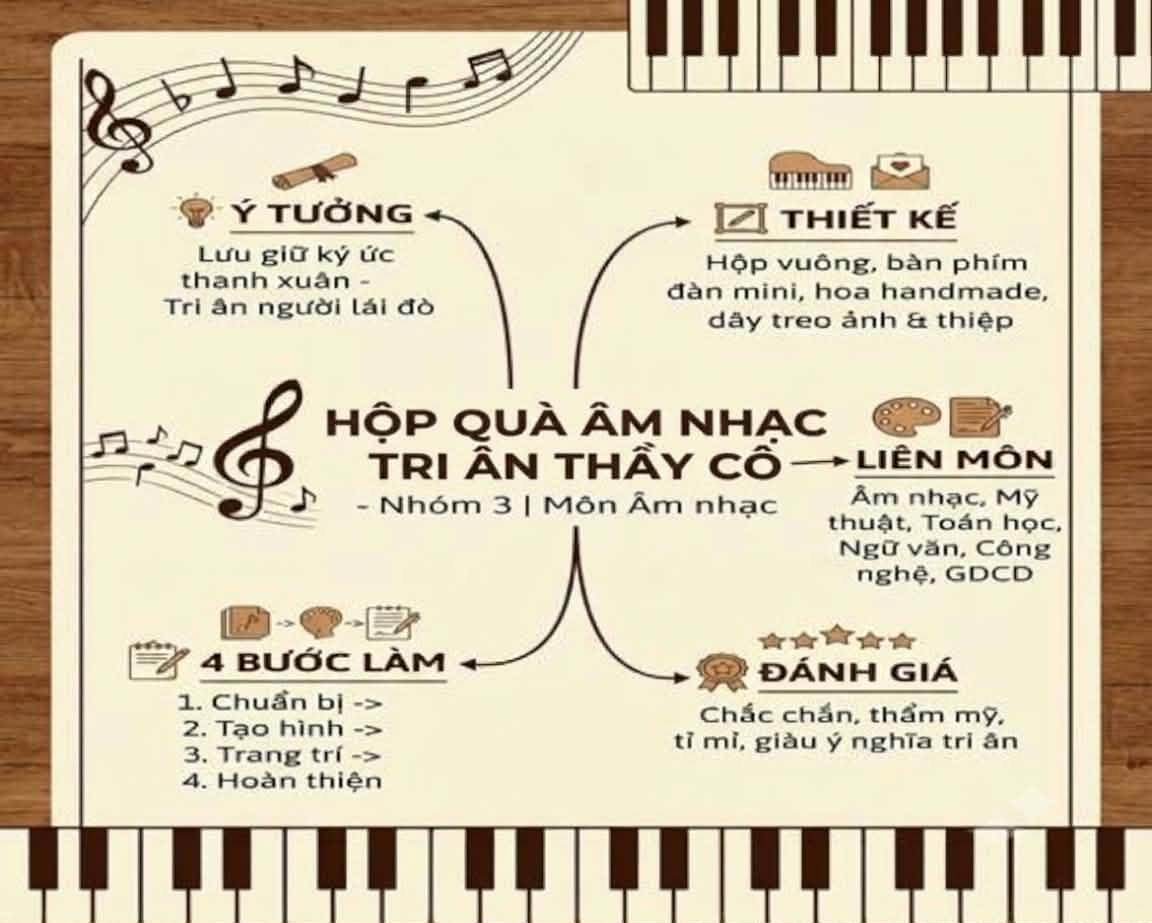 Ý TƯỞNG
Lưu giữ ký ức
thanh xuân -
Tri ân người lái đò
THIẾT KẾ
Hộp vuông, bàn phím
đàn mini, hoa handmade,
dây treo ảnh & thiệp
HỘP QUÀ ÂM NHẠC
TRI ÂN THẦY CÔ
- Nhóm 3 | Môn Âm nhạc
LIÊN MÔN
Âm nhạc, Mỹ
thuật, Toán học,
Ngữ văn, Công
nghệ, GDCD
4 BƯỚC LÀM
1. Chuẩn bị ->
2. Tạo hình ->
3. Trang trí ->
4. Hoàn thiện
ĐÁNH GIÁ
Chắc chắn, thẩm mỹ,
tỉ mỉ, giàu ý nghĩa tri ân